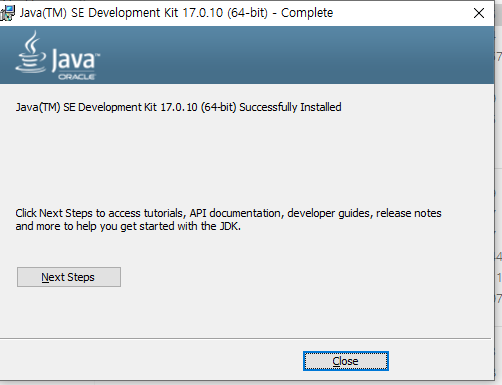 Java(TM) SE Development Kit 17.0.10 (64-bit) - Complete
Java™
ORACLE
Java(TM) SE Development Kit 17.0.10 (64-bit) Successfully Installed
Click Next Steps to access tutorials, API documentation, developer guides, release notes
and more to help you get started with the JDK.
Next Steps
Close